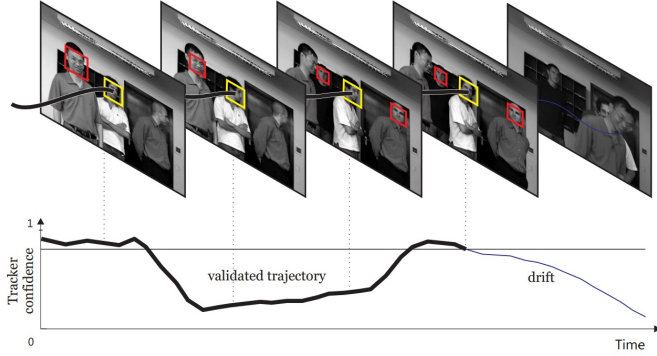 1
Tracker
confidence
validated trajectory
drift
0
Time